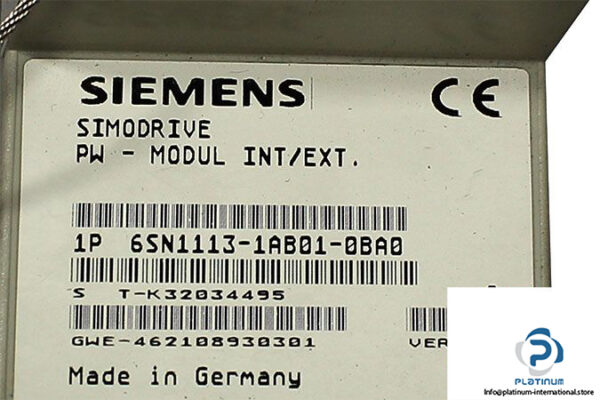 SIEMENS CE
SIMODRIVE
PW - MODUL INT/EXT.
1P 6SN1113-1AB01-0BA0
S T-K32034495
GWE-462108930301 VER
Made in Germany
PLATINUM
Info@platinum-international.store